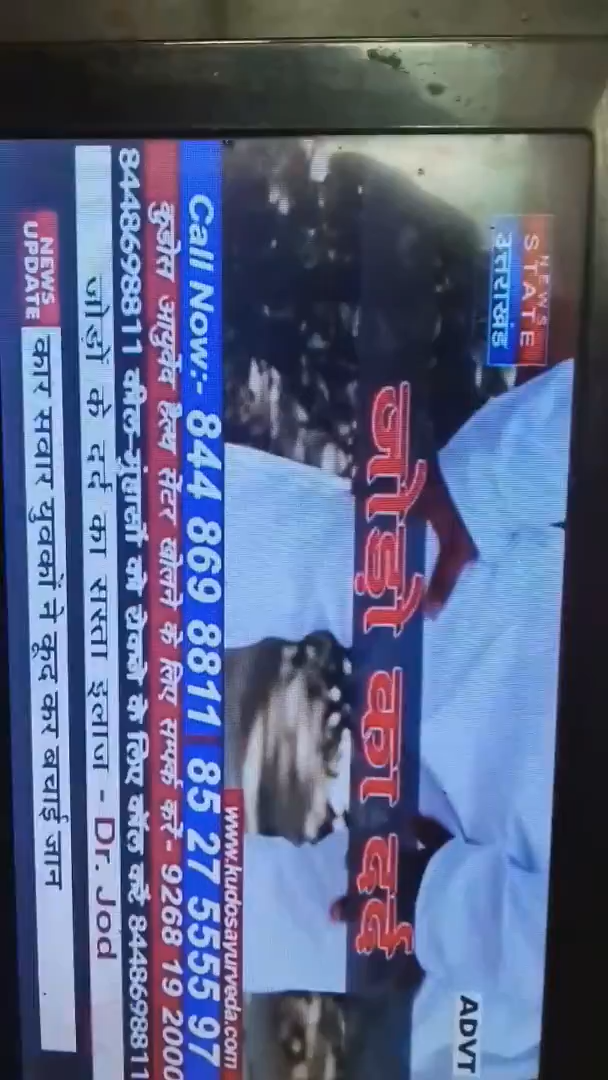 NEWS
STATE
उत्तराखंड
जोड़ो का दर्द
ADVT
www.kudosayurveda.com
Call Now:- 844 869 8811 85 27 5555 97
कुडोस आयुर्वेद हैल्थ सेंटर खोलने के लिए सम्पर्क करे- 9268 19 2000
8448698811 कील-मुंहासों को रोकने के लिए कॉल करें 8448698811
जोड़ों के दर्द का सस्ता इलाज - Dr. Jod
NEWS
UPDATE
कार सवार युवकों ने कूद कर बचाई जान